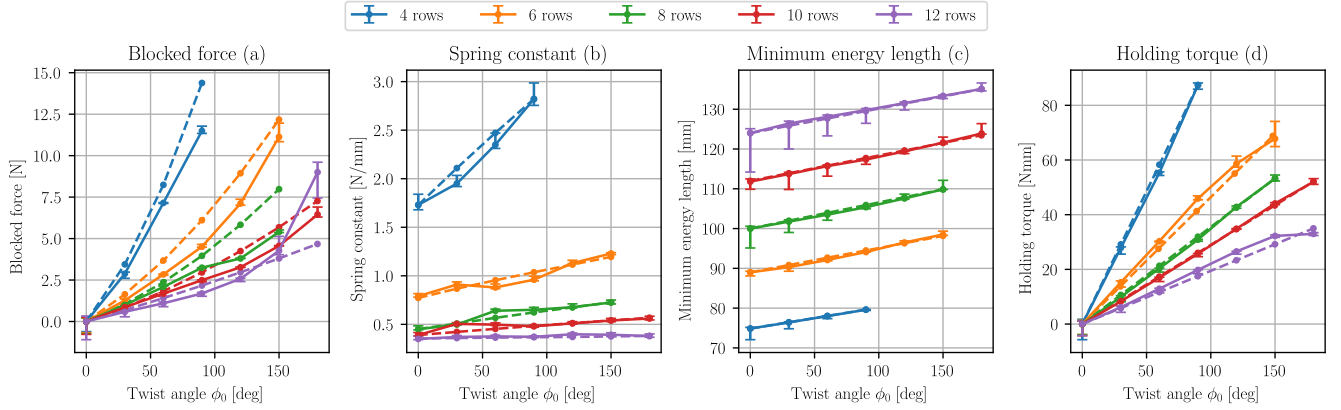 4 rows 6 rows 8 rows 10 rows 12 rows
Blocked force (a)
15.0
12.5
10.0
7.5
5.0
2.5
0.0
Blocked force [N]
0 50 100 150
Twist angle ϕ₀ [deg]
Spring constant (b)
3.0
2.5
2.0
1.5
1.0
0.5
Spring constant [N/mm]
0 50 100 150
Twist angle ϕ₀ [deg]
Minimum energy length (c)
130
120
110
100
90
80
70
Minimum energy length [mm]
0 50 100 150
Twist angle ϕ₀ [deg]
Holding torque (d)
80
60
40
20
0
Holding torque [Nmm]
0 50 100 150
Twist angle ϕ₀ [deg]